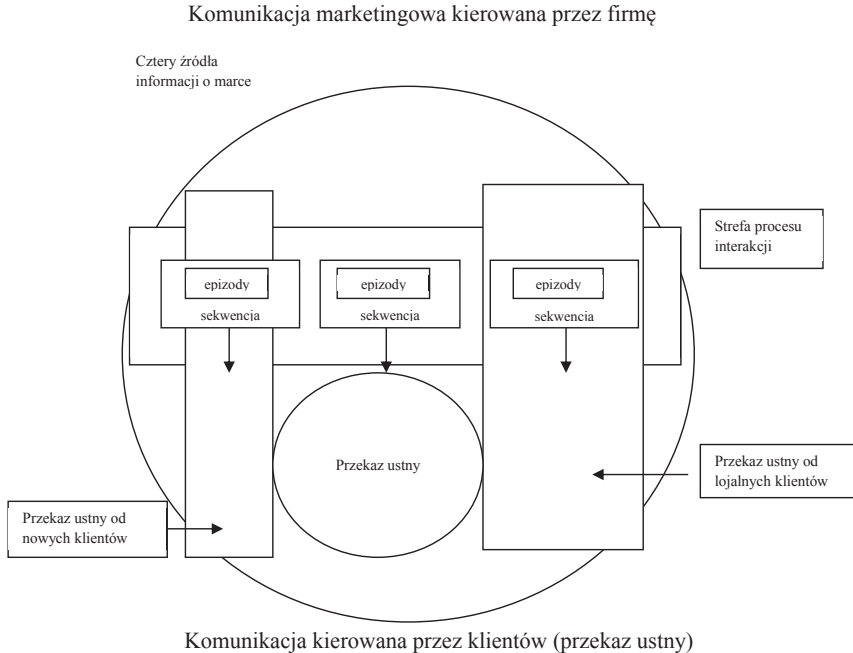 Komunikacja marketingowa kierowana przez firmę
Cztery źródła
informacji o marce
Strefa procesu
interakcji
epizody
sekwencja
epizody
sekwencja
epizody
sekwencja
Przekaz ustny
Przekaz ustny od
lojalnych klientów
Przekaz ustny od
nowych klientów
Komunikacja kierowana przez klientów (przekaz ustny)